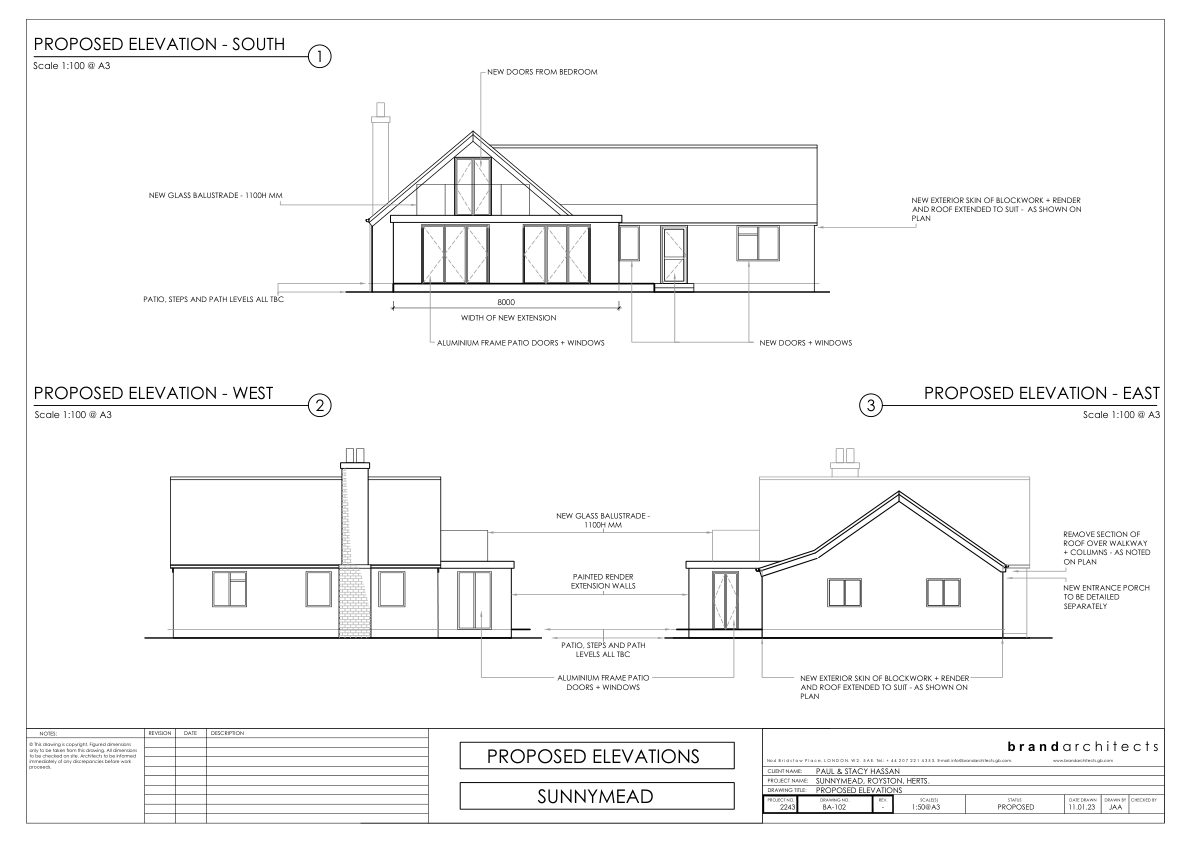 PROPOSED ELEVATION - SOUTH
1
Scale 1:100 @ A3
NEW DOORS FROM BEDROOM
NEW GLASS BALUSTRADE - 1100H MM
NEW EXTERIOR SKIN OF BLOCKWORK + RENDER
AND ROOF EXTENDED TO SUIT - AS SHOWN ON
PLAN
PATIO, STEPS AND PATH LEVELS ALL TBC
8000
WIDTH OF NEW EXTENSION
ALUMINIUM FRAME PATIO DOORS + WINDOWS
NEW DOORS + WINDOWS
PROPOSED ELEVATION - WEST
2
Scale 1:100 @ A3
3
PROPOSED ELEVATION - EAST
Scale 1:100 @ A3
NEW GLASS BALUSTRADE -
1100H MM
REMOVE SECTION OF
ROOF OVER WALKWAY
+ COLUMNS - AS NOTED
ON PLAN
PAINTED RENDER
EXTENSION WALLS
NEW ENTRANCE PORCH
TO BE DETAILED
SEPARATELY
PATIO, STEPS AND PATH
LEVELS ALL TBC
ALUMINIUM FRAME PATIO
DOORS + WINDOWS
NEW EXTERIOR SKIN OF BLOCKWORK + RENDER
AND ROOF EXTENDED TO SUIT - AS SHOWN ON
PLAN
NOTES:
© This drawing is copyright. Figured dimensions
only to be taken from this drawing. All dimensions
to be checked on site. Architects to be informed
immediately of any discrepancies before work
proceeds.
REVISION DATE DESCRIPTION
PROPOSED ELEVATIONS
SUNNYMEAD
brandarchitects
No6 Bridstow Place LONDON, W2, 5AE Tel: + 44 207 221 6355 Email info@brandarchitects.gb.com www.brandarchitects.gb.com
CLIENT NAME: PAUL & STACY HASSAN
PROJECT NAME: SUNNYMEAD, ROYSTON, HERTS.
DRAWING TITLE: PROPOSED ELEVATIONS
PROJECT NO. DRAWING NO. REV. SCALE(S) STATUS DATE DRAWN DRAWN BY CHECKED BY
2243 BA-102 - 1:50@A3 PROPOSED 11.01.23 JAA